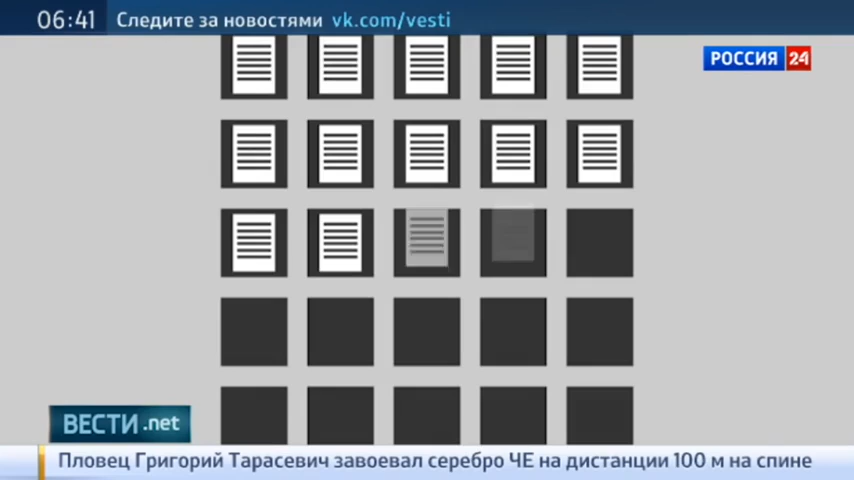 06:41 Следите за новостями vk.com/vesti
РОССИЯ 24
ВЕСТИ.net
Пловец Григорий Тарасевич завоевал серебро ЧЕ на дистанции 100 м на спине